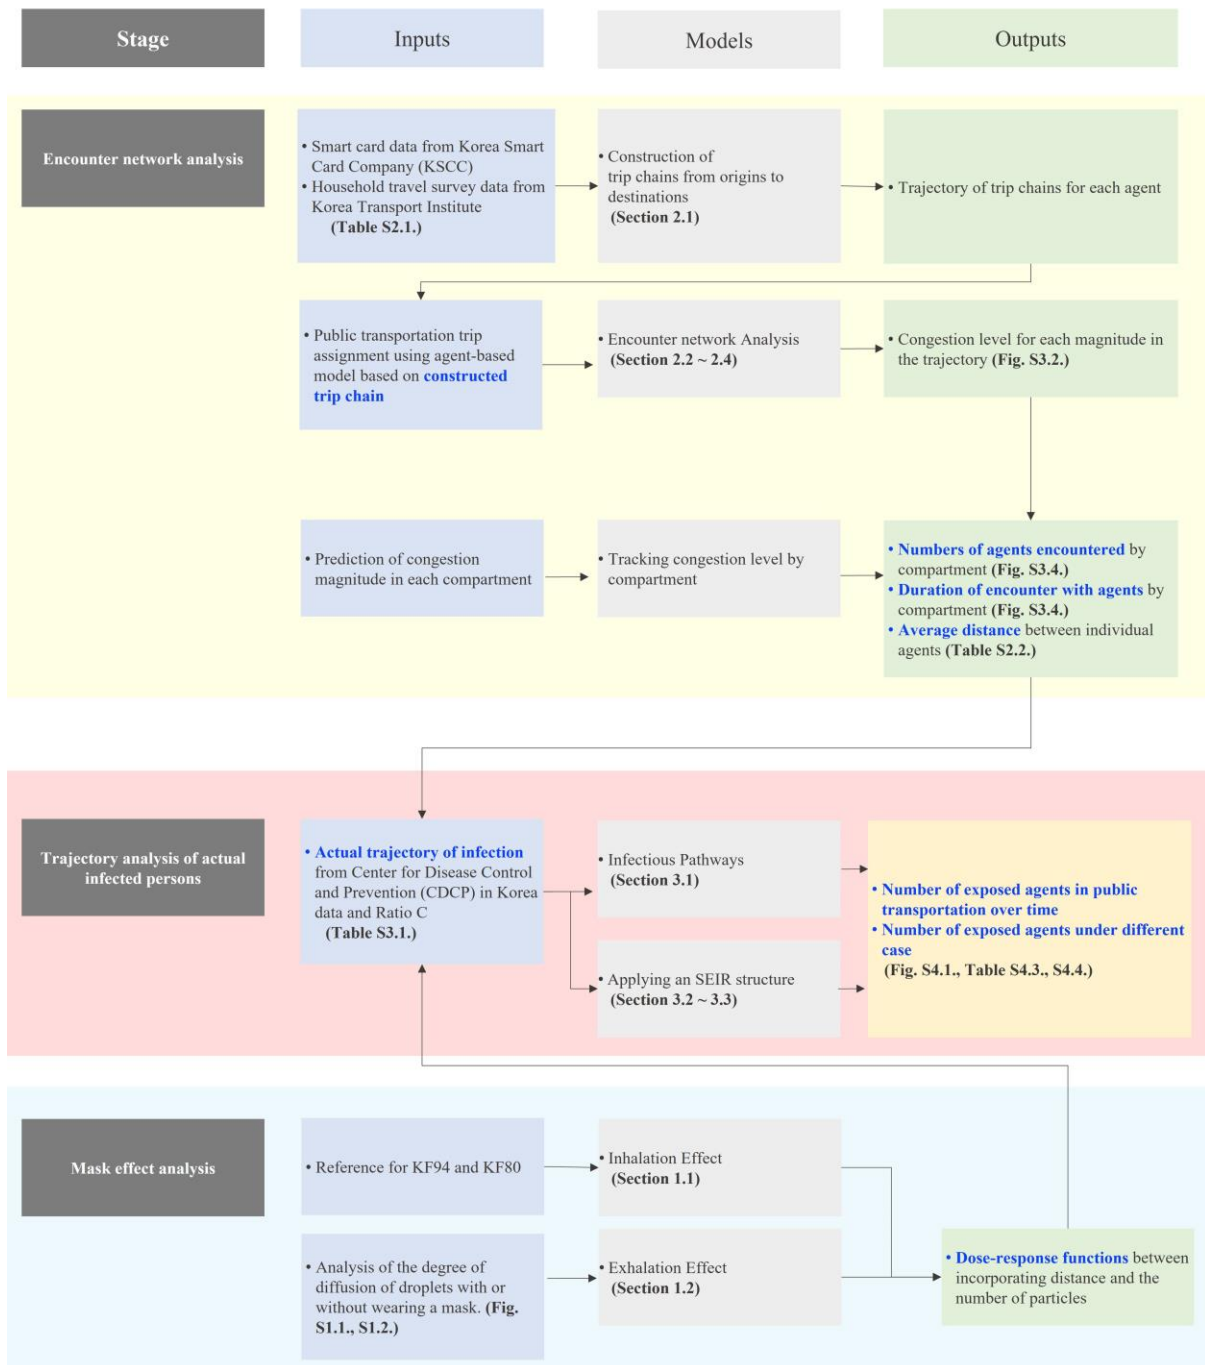 Stage
Inputs
Models
Outputs
Encounter network analysis
• Smart card data from Korea Smart
Card Company (KSCC)
• Household travel survey data from
Korea Transport Institute
(Table S2.1.)
• Construction of
trip chains from origins to
destinations
(Section 2.1)
• Trajectory of trip chains for each agent
• Public transportation trip
assignment using agent-based
model based on constructed
trip chain
• Encounter network Analysis
(Section 2.2 ~ 2.4)
• Congestion level for each magnitude in
the trajectory (Fig. S3.2.)
• Prediction of congestion
magnitude in each compartment
• Tracking congestion level by
compartment
• Numbers of agents encountered by
compartment (Fig. S3.4.)
• Duration of encounter with agents by
compartment (Fig. S3.4.)
• Average distance between individual
agents (Table S2.2.)
Trajectory analysis of actual
infected persons
• Actual trajectory of infection
from Center for Disease Control
and Prevention (CDCP) in Korea
data and Ratio C
(Table S3.1.)
• Infectious Pathways
(Section 3.1)
• Applying an SEIR structure
(Section 3.2 ~ 3.3)
• Number of exposed agents in public
transportation over time
• Number of exposed agents under different
case
(Fig. S4.1., Table S4.3., S4.4.)
Mask effect analysis
• Reference for KF94 and KF80
• Inhalation Effect
(Section 1.1)
• Analysis of the degree of
diffusion of droplets with or
without wearing a mask. (Fig.
S1.1., S1.2.)
• Exhalation Effect
(Section 1.2)
• Dose-response functions between
incorporating distance and the
number of particles